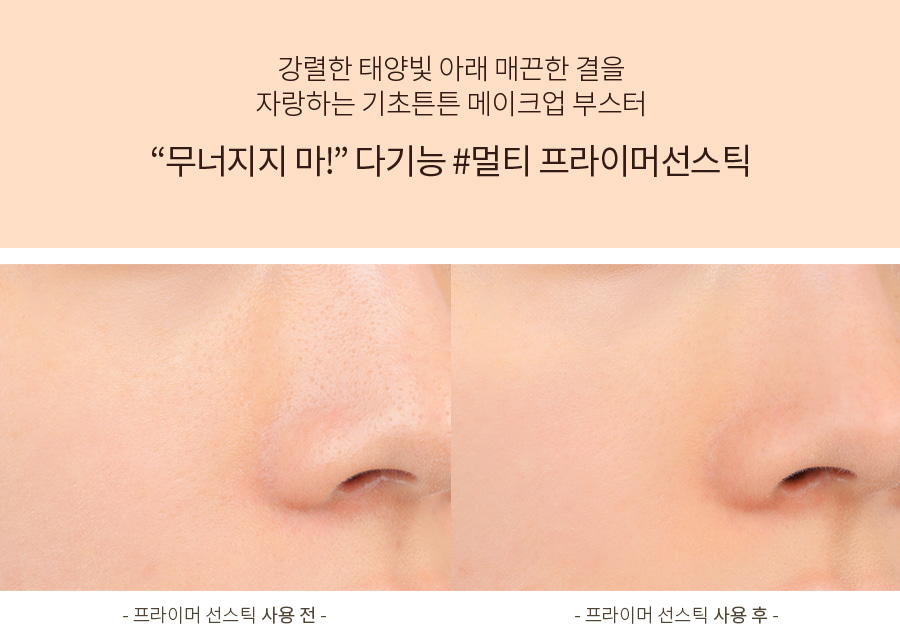 강렬한 태양빛 아래 매끈한 결을
자랑하는 기초튼튼 메이크업 부스터
“무너지지 마!” 다기능 #멀티 프라이머선스틱
- 프라이머 선스틱 사용 전 -
- 프라이머 선스틱 사용 후 -